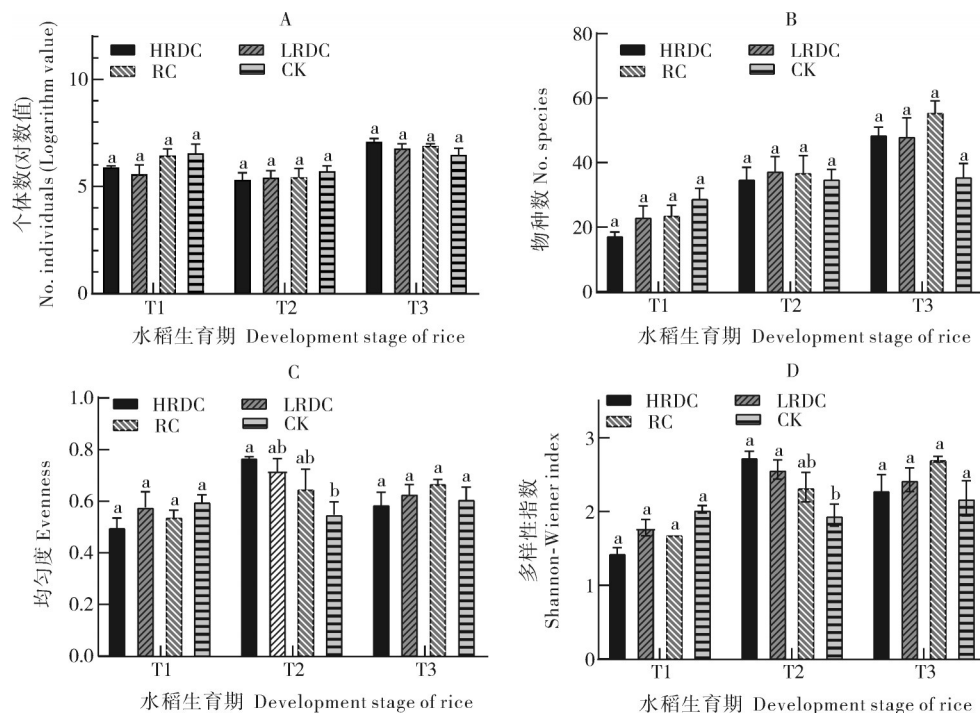 A
HRDC LRDC
RC CK
个体数(对数值)
No. individuals (Logarithm value)
12
9
6
3
0
a a a a
a a a a
a a a a
T1 T2 T3
水稻生育期 Development stage of rice
B
HRDC LRDC
RC CK
物种数 No. species
80
60
40
20
0
a a a a
a a a a
a a a a
T1 T2 T3
水稻生育期 Development stage of rice
C
HRDC LRDC
RC CK
均匀度 Evenness
1.0
0.8
0.6
0.4
0.2
0.0
a a a a
a ab ab b
a a a a
T1 T2 T3
水稻生育期 Development stage of rice
D
HRDC LRDC
RC CK
多样性指数
Shannon-Wiener index
3
2
1
0
a a a a
a a ab b
a a a a
T1 T2 T3
水稻生育期 Development stage of rice